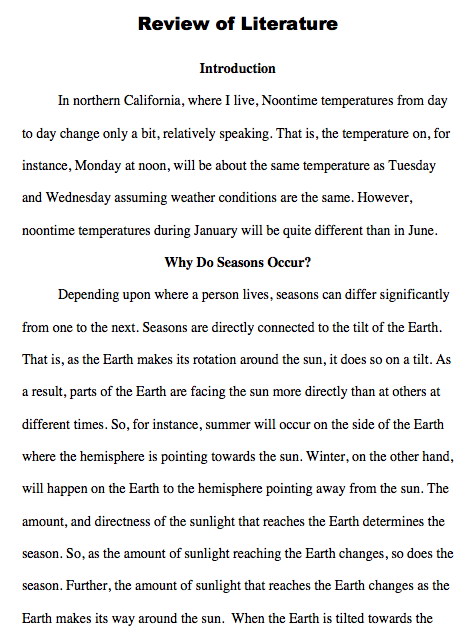 Review of Literature
Introduction
In northern California, where I live, Noontime temperatures from day
to day change only a bit, relatively speaking. That is, the temperature on, for
instance, Monday at noon, will be about the same temperature as Tuesday
and Wednesday assuming weather conditions are the same. However,
noontime temperatures during January will be quite different than in June.
Why Do Seasons Occur?
Depending upon where a person lives, seasons can differ significantly
from one to the next. Seasons are directly connected to the tilt of the Earth.
That is, as the Earth makes its rotation around the sun, it does so on a tilt. As
a result, parts of the Earth are facing the sun more directly than at others at
different times. So, for instance, summer will occur on the side of the Earth
where the hemisphere is pointing towards the sun. Winter, on the other hand,
will happen on the Earth to the hemisphere pointing away from the sun. The
amount, and directness of the sunlight that reaches the Earth determines the
season. So, as the amount of sunlight reaching the Earth changes, so does the
season. Further, the amount of sunlight that reaches the Earth changes as the
Earth makes its way around the sun.  When the Earth is tilted towards the